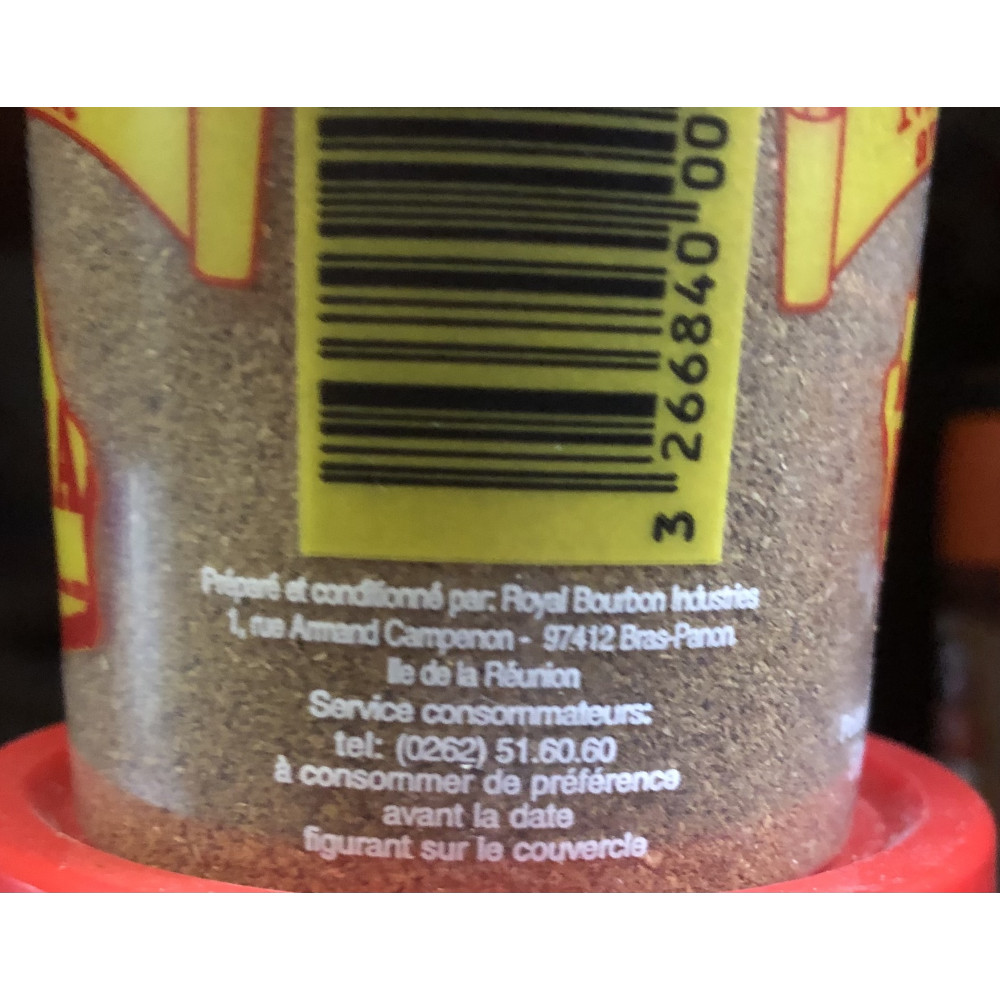 3 266840 00
Préparé et conditionné par: Royal Bourbon Industries
1, rue Armand Campenon - 97412 Bras-Panon
Ile de la Réunion
Service consommateurs:
tel: (0262) 51.60.60
à consommer de préférence
avant la date
figurant sur le couvercle